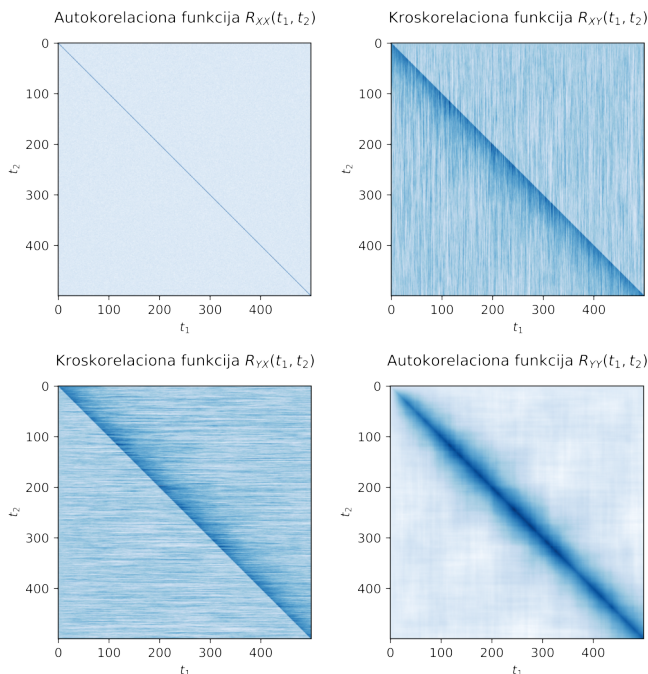 Autokorelaciona funkcija R_XX(t_1, t_2)
0
100
200
300
400
t_2
0 100 200 300 400
t_1
Kroskorelaciona funkcija R_XY(t_1, t_2)
0
100
200
300
400
t_2
0 100 200 300 400
t_1
Kroskorelaciona funkcija R_YX(t_1, t_2)
0
100
200
300
400
t_2
0 100 200 300 400
t_1
Autokorelaciona funkcija R_YY(t_1, t_2)
0
100
200
300
400
t_2
0 100 200 300 400
t_1